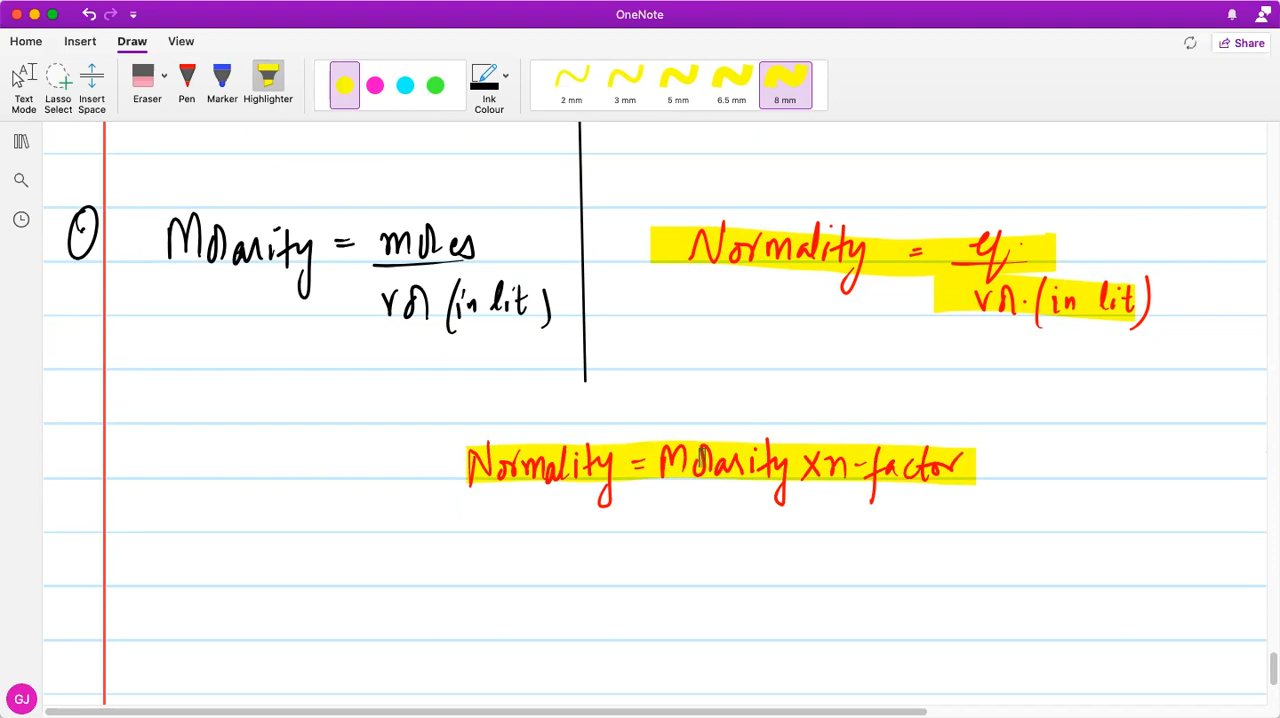 OneNote
Home Insert Draw View
Share
Text Mode
Lasso Select
Insert Space
Eraser
Pen
Marker
Highlighter
Ink Colour
2 mm
3 mm
5 mm
6.5 mm
8 mm
Molarity = moles
vol (in lit)
Normality = eq.
vol. (in lit)
Normality = Molarity × n-factor
GJ